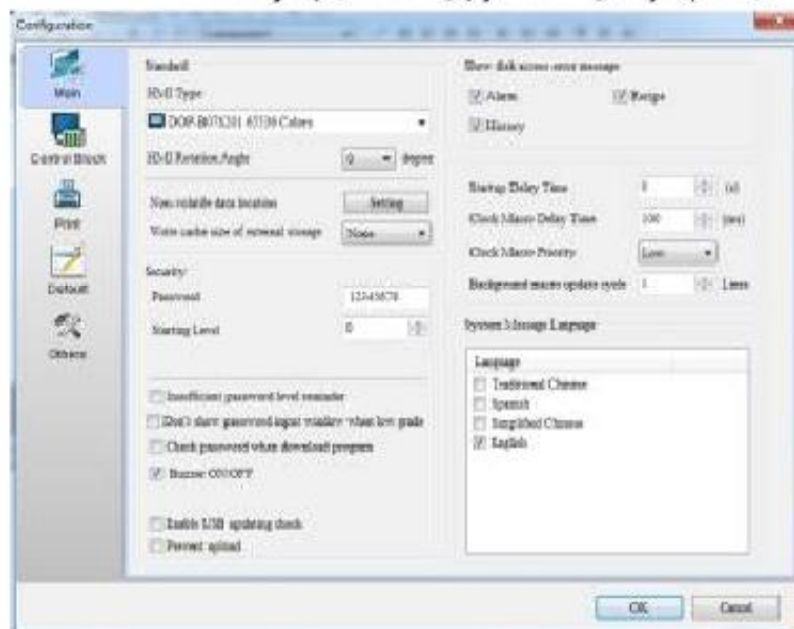 Configuration
Main
Control Block
Print
Default
Others
Standard
HMI Type
DOP-B07X201 65536 Colors
HMI Rotation Angle
0
degree
Non-volatile data location
Setting
Write cache size of external storage
None
Security
Password
12345678
Starting Level
0
Insufficient password level reminder
Don't show password input window when low grade
Check password when download program
Buzzer ON/OFF
Enable USB updating check
Prevent upload
Show disk access error message
Alarm
Recipe
History
Startup Delay Time
(s)
Clock Macro Delay Time
100
(ms)
Clock Macro Priority
Low
Background macro update cycle
1
Lines
System Message Language
Language
Traditional Chinese
Spanish
Simplified Chinese
English
OK
Cancel